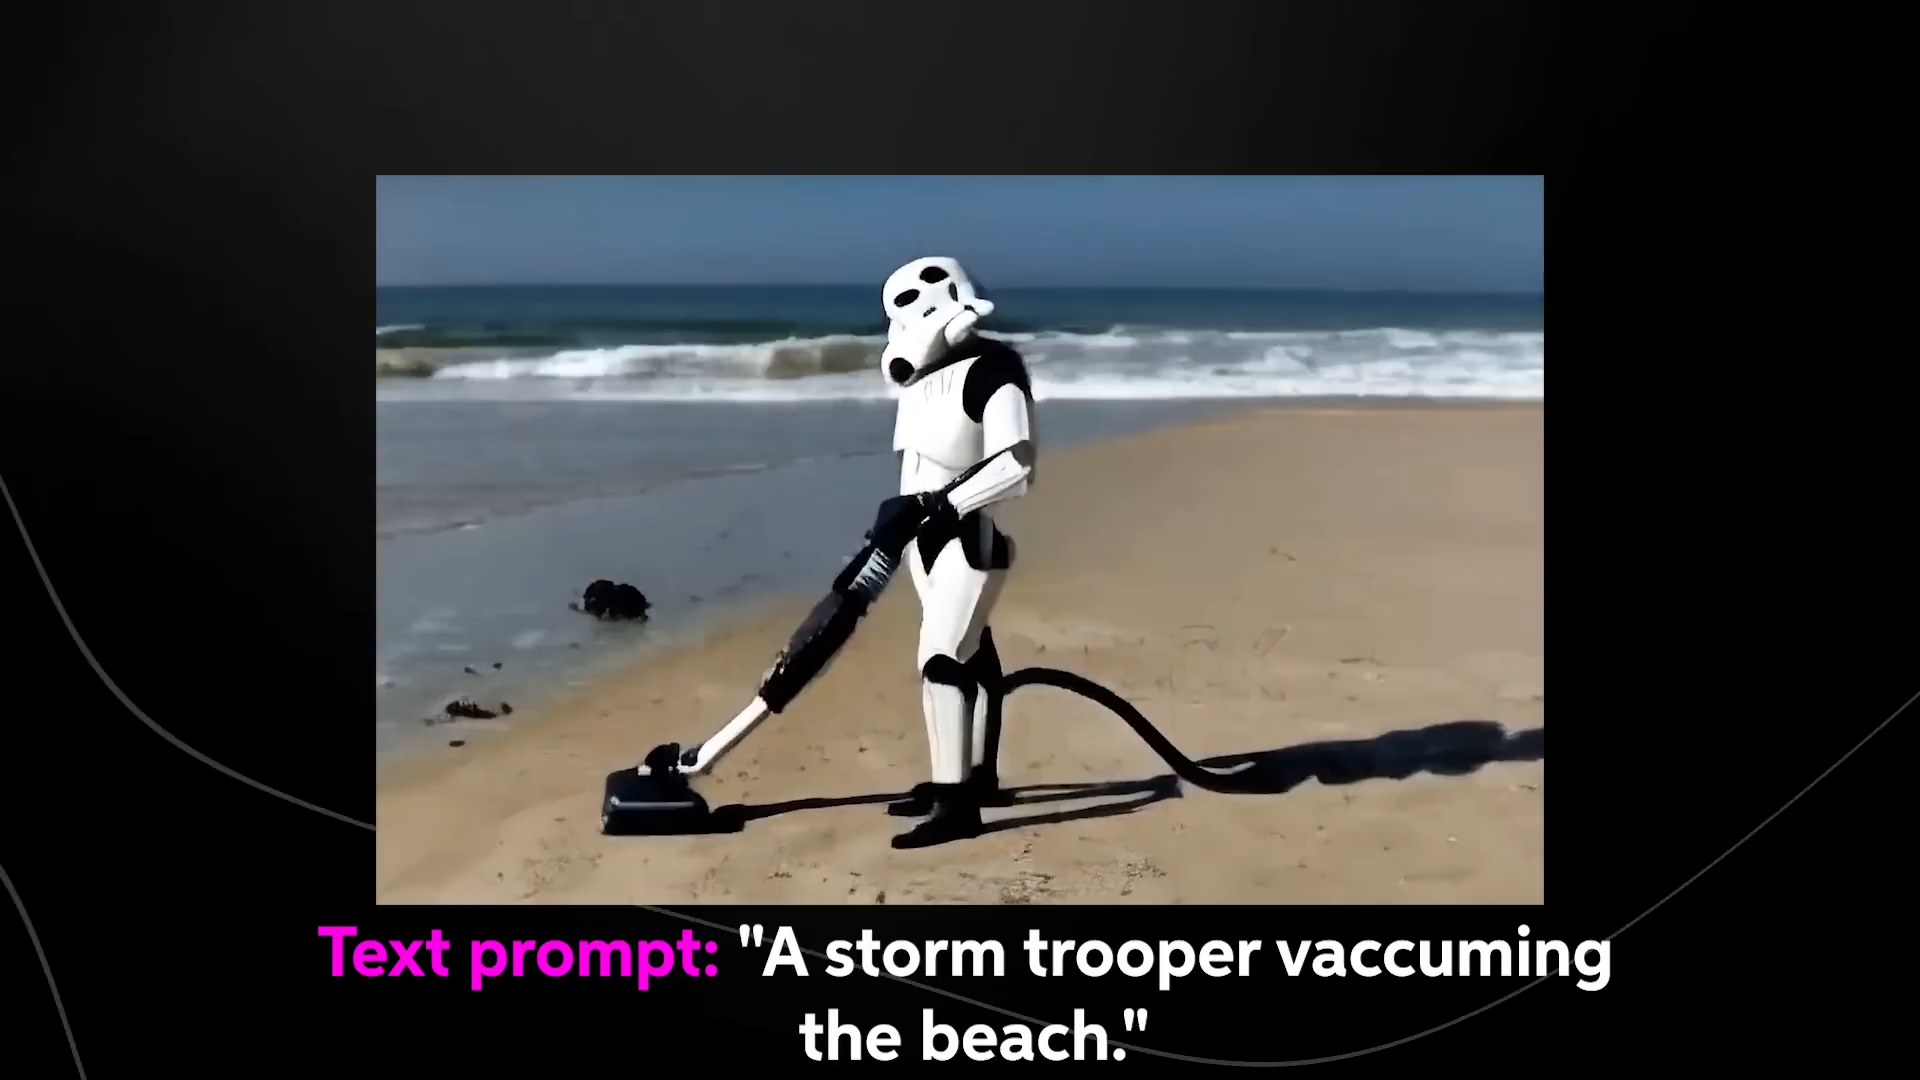 Text prompt: "A storm trooper vaccuming
the beach."